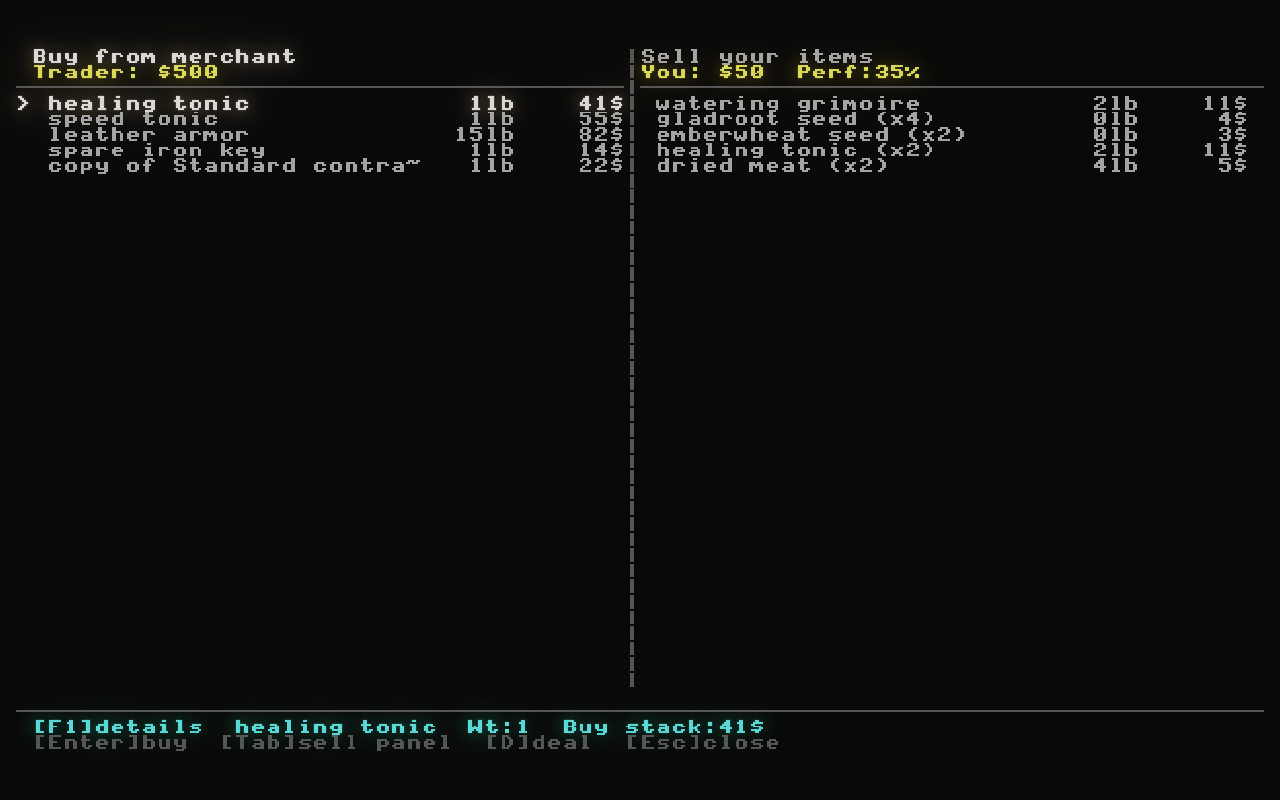 Buy from merchant
Trader: $500
> healing tonic 1lb 41$
speed tonic 1lb 55$
leather armor 15lb 82$
spare iron key 1lb 14$
copy of Standard contra~ 1lb 22$
Sell your items
You: $50 Perf:35%
watering grimoire 2lb 11$
gladroot seed (x4) 0lb 4$
emberwheat seed (x2) 0lb 3$
healing tonic (x2) 2lb 11$
dried meat (x2) 4lb 5$
[F1]details healing tonic Wt:1 Buy stack:41$
[Enter]buy [Tab]sell panel [D]deal [Esc]close